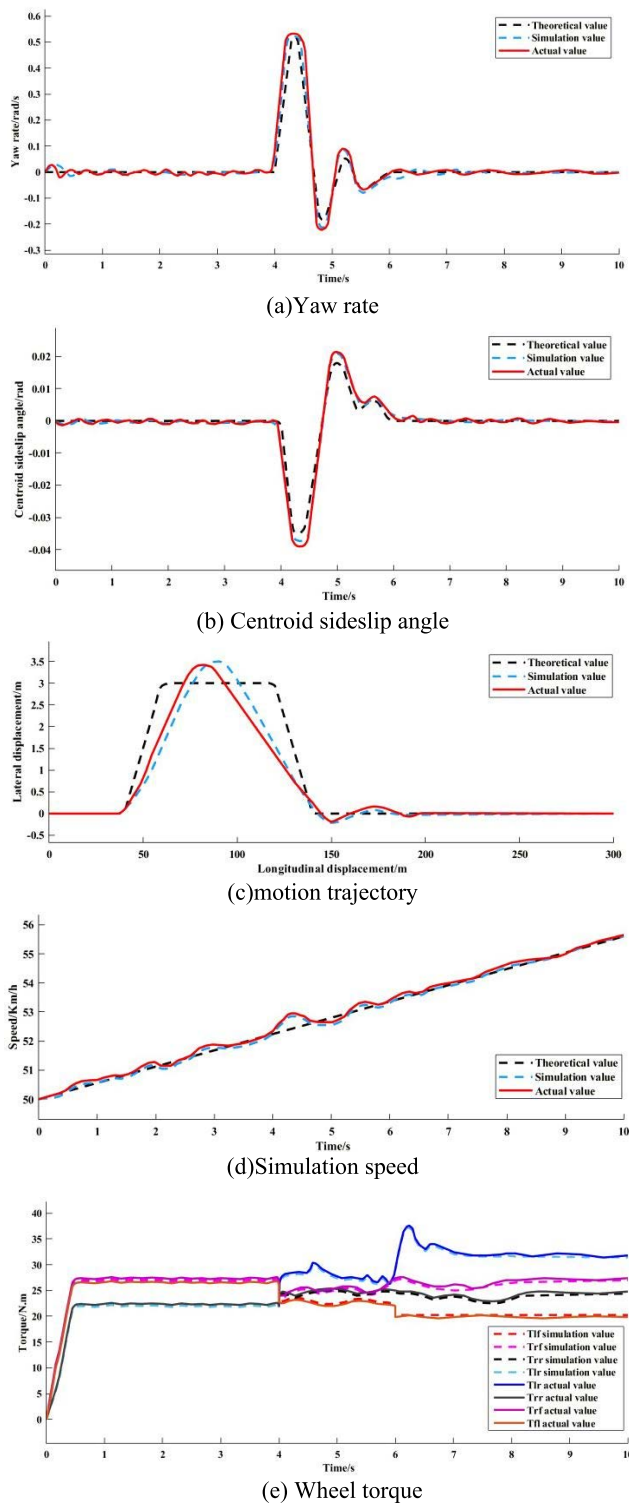 0.6
0.5
0.4
0.3
0.2
0.1
0
-0.1
-0.2
-0.3
Yaw rate/rad/s
Theoretical value
Simulation value
Actual value
0 1 2 3 4 5 6 7 8 9 10
Time/s
(a)Yaw rate
0.02
0.01
0
-0.01
-0.02
-0.03
-0.04
Centroid sideslip angle/rad
Theoretical value
Simulation value
Actual value
0 1 2 3 4 5 6 7 8 9 10
Time/s
(b) Centroid sideslip angle
3.5
3
2.5
2
1.5
1
0.5
0
-0.5
Lateral displacement/m
Theoretical value
Simulation value
Actual value
0 50 100 150 200 250 300
Longitudinal displacement/m
(c)motion trajectory
56
55
54
53
52
51
50
Speed/Km/h
Theoretical value
Simulation value
Actual value
0 1 2 3 4 5 6 7 8 9 10
Time/s
(d)Simulation speed
40
35
30
25
20
15
10
5
0
Torque/N.m
Tlf simulation value
Trf simulation value
Trr simulation value
Tlr simulation value
Tlr actual value
Trr actual value
Trf actual value
Tfl actual value
0 1 2 3 4 5 6 7 8 9 10
Time/s
(e) Wheel torque